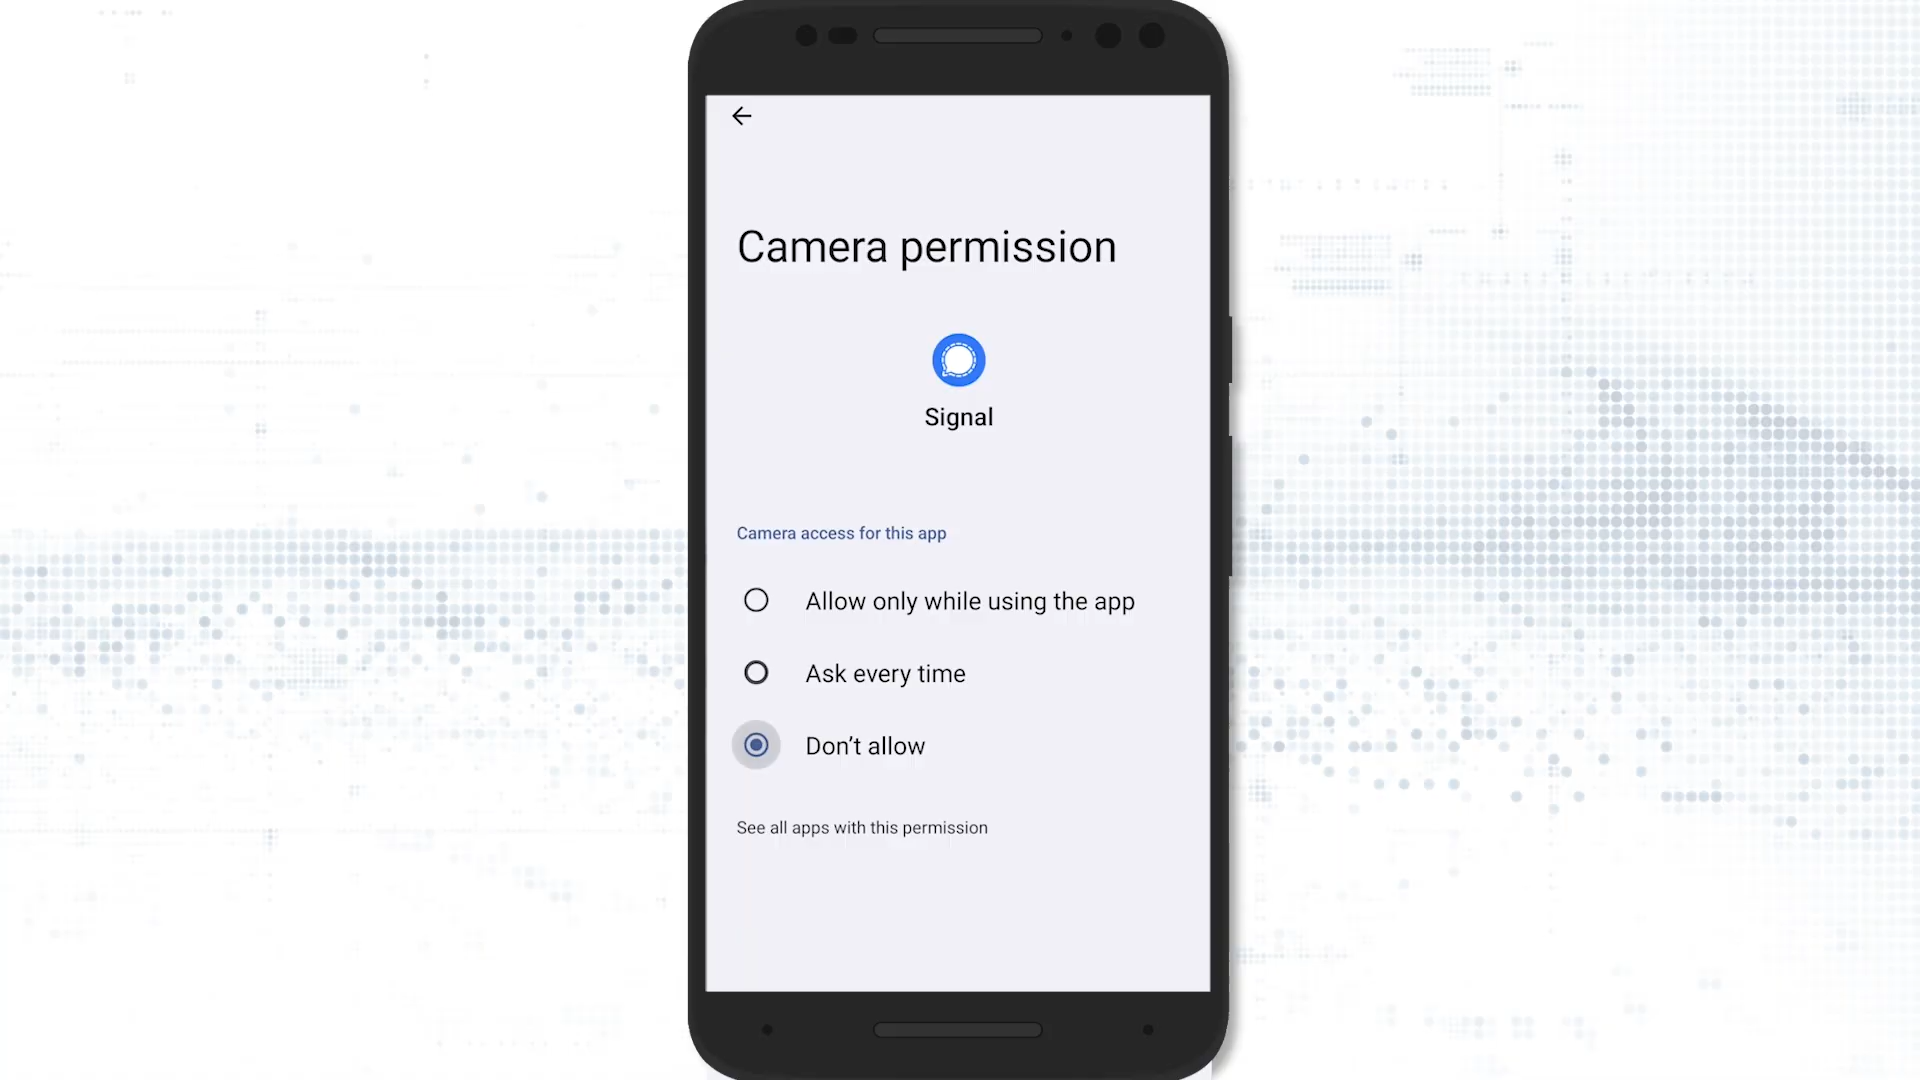 Camera permission
Signal
Camera access for this app
Allow only while using the app
Ask every time
Don’t allow
See all apps with this permission